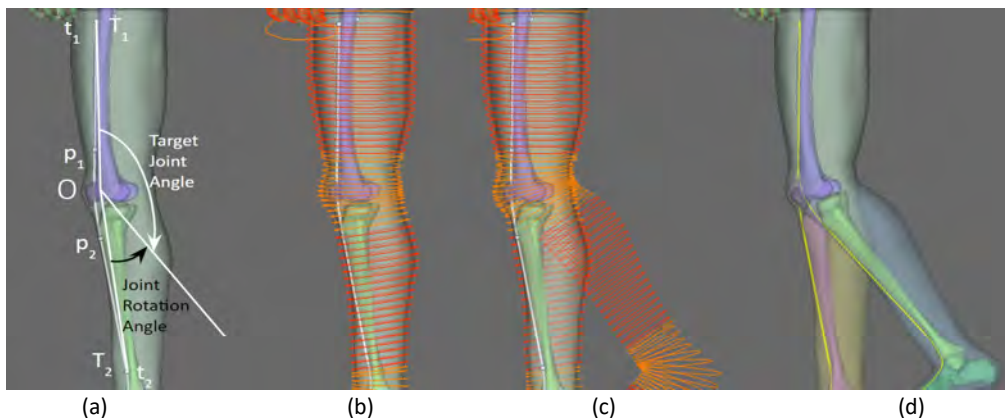 t1 T1
Target
Joint
Angle
p1
O
p2
Joint
Rotation
Angle
T2 t2
(a) (b) (c) (d)